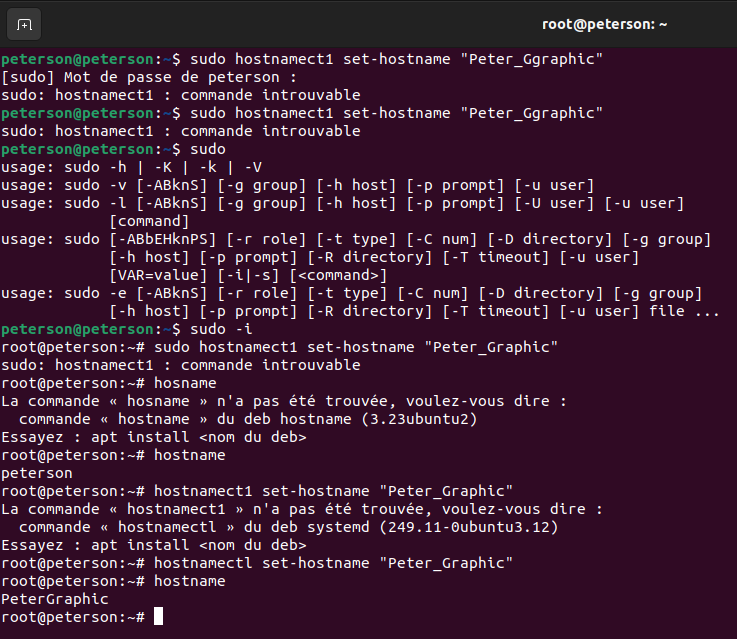 root@peterson: ~
peterson@peterson:~$ sudo hostnamect1 set-hostname "Peter_Ggraphic"
[sudo] Mot de passe de peterson :
sudo: hostnamect1 : commande introuvable
peterson@peterson:~$ sudo hostnamect1 set-hostname "Peter_Ggraphic"
sudo: hostnamect1 : commande introuvable
peterson@peterson:~$ sudo
usage: sudo -h | -K | -k | -V
usage: sudo -v [-ABknS] [-g group] [-h host] [-p prompt] [-u user]
usage: sudo -l [-ABknS] [-g group] [-h host] [-p prompt] [-U user] [-u user]
            [command]
usage: sudo [-ABbEHknPS] [-r role] [-t type] [-C num] [-D directory] [-g group]
            [-h host] [-p prompt] [-R directory] [-T timeout] [-u user]
            [VAR=value] [-i|-s] [<command>]
usage: sudo -e [-ABknS] [-r role] [-t type] [-C num] [-D directory] [-g group]
            [-h host] [-p prompt] [-R directory] [-T timeout] [-u user] file ...
peterson@peterson:~$ sudo -i
root@peterson:~# sudo hostnamect1 set-hostname "Peter_Graphic"
sudo: hostnamect1 : commande introuvable
root@peterson:~# hosname
La commande « hosname » n'a pas été trouvée, voulez-vous dire :
  commande « hostname » du deb hostname (3.23ubuntu2)
Essayez : apt install <nom du deb>
root@peterson:~# hostname
peterson
root@peterson:~# hostnamect1 set-hostname "Peter_Graphic"
La commande « hostnamect1 » n'a pas été trouvée, voulez-vous dire :
  commande « hostnamectl » du deb systemd (249.11-0ubuntu3.12)
Essayez : apt install <nom du deb>
root@peterson:~# hostnamectl set-hostname "Peter_Graphic"
root@peterson:~# hostname
PeterGraphic
root@peterson:~#